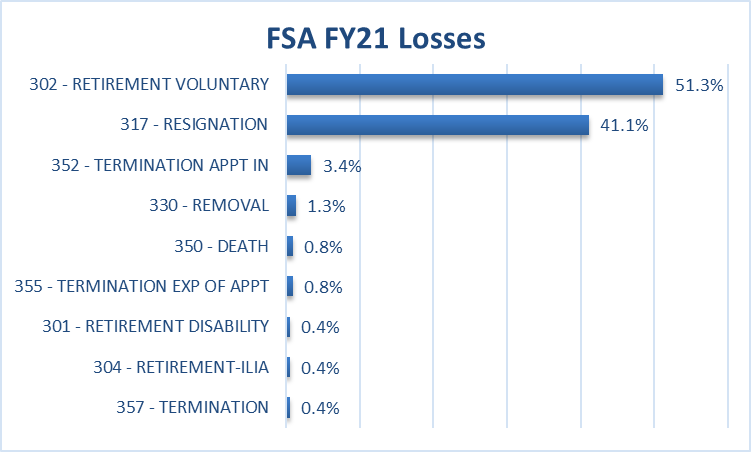 FSA FY21 Losses
302 - RETIREMENT VOLUNTARY 51.3%
317 - RESIGNATION 41.1%
352 - TERMINATION APPT IN 3.4%
330 - REMOVAL 1.3%
350 - DEATH 0.8%
355 - TERMINATION EXP OF APPT 0.8%
301 - RETIREMENT DISABILITY 0.4%
304 - RETIREMENT-ILIA 0.4%
357 - TERMINATION 0.4%